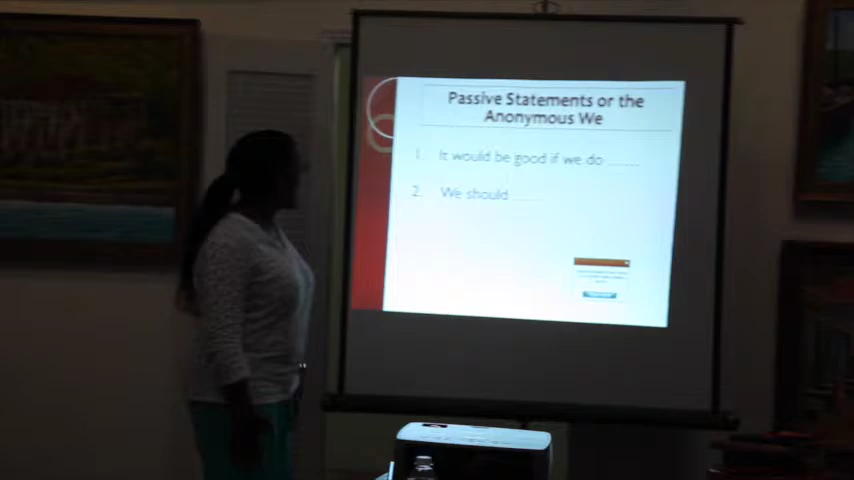 Passive Statements or the
Anonymous We
1. It would be good if we do ......
2. We should ......